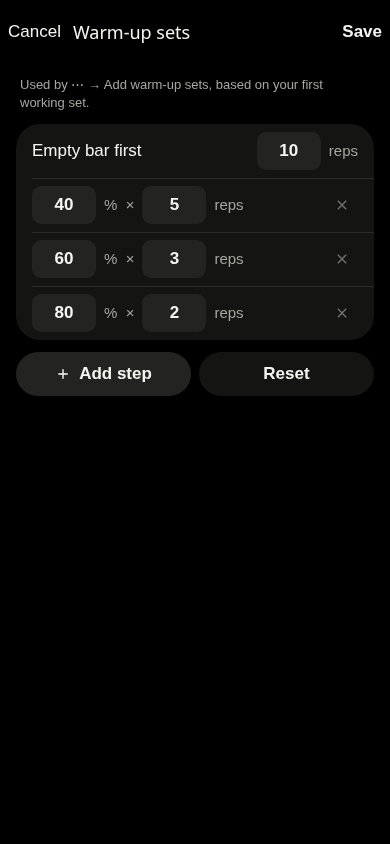 Cancel Warm-up sets Save
Used by ⋯ → Add warm-up sets, based on your first
working set.
Empty bar first 10 reps
40 % × 5 reps ×
60 % × 3 reps ×
80 % × 2 reps ×
+ Add step Reset